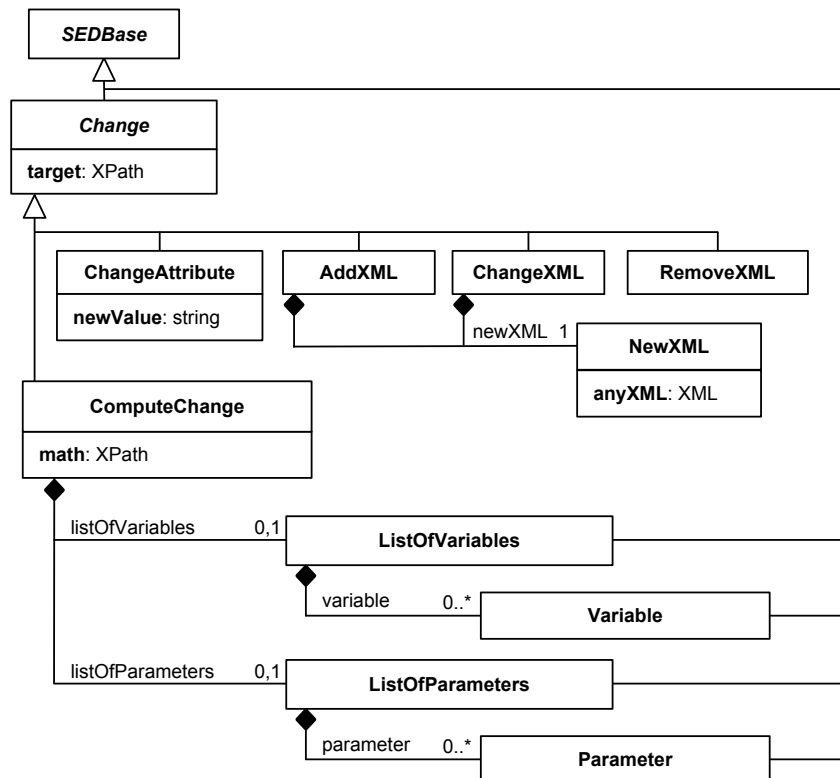 SEDBase
Change
target: XPath
ChangeAttribute
newValue: string
AddXML
ChangeXML
RemoveXML
newXML 1
NewXML
anyXML: XML
ComputeChange
math: XPath
listOfVariables 0,1
ListOfVariables
variable 0..*
Variable
listOfParameters 0,1
ListOfParameters
parameter 0..*
Parameter